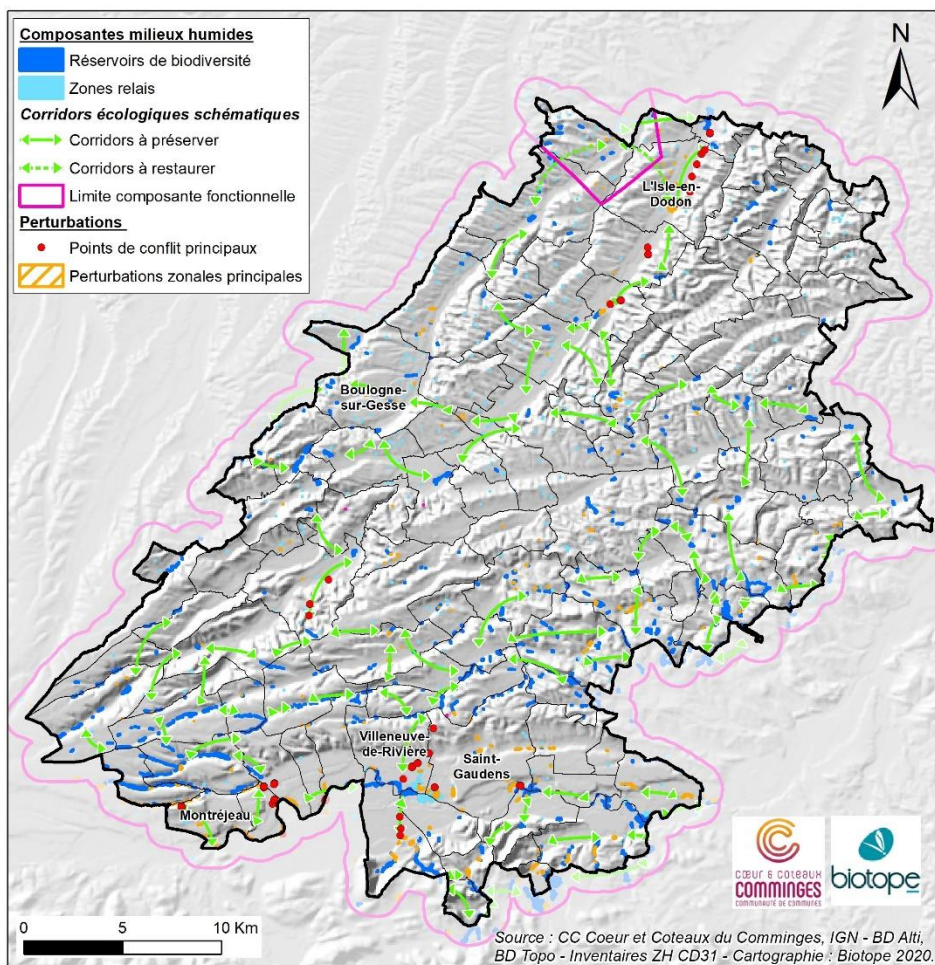 Composantes milieux humides
Réservoirs de biodiversité
Zones relais
Corridors écologiques schématiques
Corridors à préserver
Corridors à restaurer
Limite composante fonctionnelle
Perturbations
Points de conflit principaux
Perturbations zonales principales
N
L'Isle-en-
Dodon
Boulogne-
sur-Gesse
Villeneuve-
de-Rivière
Saint-
Gaudens
Montréjeau
CŒUR & COTEAUX
COMMINGES
COMMUNAUTÉ DE COMMUNES
biotope
0 5 10 Km
Source : CC Coeur et Coteaux du Comminges, IGN - BD Alti,
BD Topo - Inventaires ZH CD31 - Cartographie : Biotope 2020.